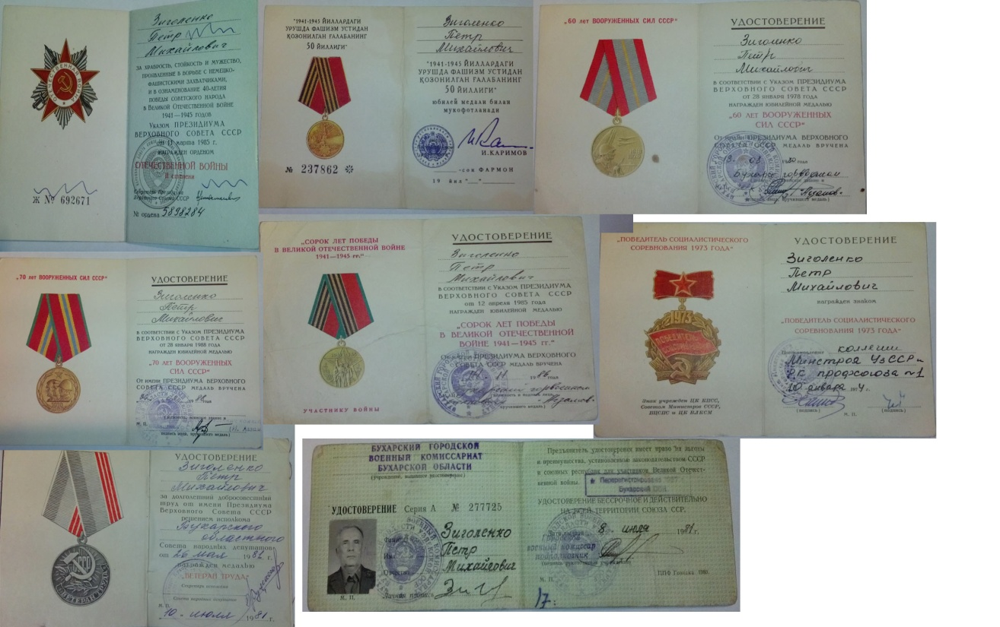 Зиголенко
Петр
Михайлович
ЗА ХРАБРОСТЬ, СТОЙКОСТЬ И МУЖЕСТВО,
ПРОЯВЛЕННЫЕ В БОРЬБЕ С НЕМЕЦКО-
ФАШИСТСКИМИ ЗАХВАТЧИКАМИ,
И В ОЗНАМЕНОВАНИЕ 40-ЛЕТИЯ
ПОБЕДЫ СОВЕТСКОГО НАРОДА
В ВЕЛИКОЙ ОТЕЧЕСТВЕННОЙ ВОЙНЕ
1941—1945 ГОДОВ
УКАЗОМ ПРЕЗИДИУМА
ВЕРХОВНОГО СОВЕТА СССР
ОТ 11 марта 1985 г.
НАГРАЖДЕН ОРДЕНОМ
ОТЕЧЕСТВЕННОЙ ВОЙНЫ
II степени
Секретарь Президиума
Верховного Совета СССР
№ ордена 5898284
ОТЕЧЕСТВЕННАЯ ВОЙНА
Ж № 692671
"1941-1945 ЙИЛЛАРДАГИ
УРУШДА ФАШИЗМ УСТИДАН
ҚОЗОНИЛГАН ҒАЛАБАНИНГ
50 ЙИЛЛИГИ"
№ 237862
Зиголенко
Петр
Михайлович
"1941-1945 ЙИЛЛАРДАГИ
УРУШДА ФАШИЗМ УСТИДАН
ҚОЗОНИЛГАН ҒАЛАБАНИНГ
50 ЙИЛЛИГИ"
юбилей медали билан
мукофотланади
И.КАРИМОВ
-сон ФАРМОН
19 йил "__"
„60 лет ВООРУЖЕННЫХ СИЛ СССР“
УДОСТОВЕРЕНИЕ
Зиголенко
Петр
Михайлович
В СООТВЕТСТВИИ С УКАЗОМ ПРЕЗИДИУМА
ВЕРХОВНОГО СОВЕТА СССР
ОТ 28 ЯНВАРЯ 1978 ГОДА
НАГРАЖДЕН ЮБИЛЕЙНОЙ МЕДАЛЬЮ
"60 ЛЕТ ВООРУЖЕННЫХ
СИЛ СССР"
ОТ ИМЕНИ ПРЕЗИДИУМА ВЕРХОВНОГО
СОВЕТА СССР МЕДАЛЬ ВРУЧЕНА
1980 года
„70 лет ВООРУЖЕННЫХ СИЛ СССР“
УДОСТОВЕРЕНИЕ
Зиголенко
Петр
Михайлович
В СООТВЕТСТВИИ С УКАЗОМ ПРЕЗИДИУМА
ВЕРХОВНОГО СОВЕТА СССР
ОТ 28 ЯНВАРЯ 1988 ГОДА
НАГРАЖДЕН ЮБИЛЕЙНОЙ МЕДАЛЬЮ
"70 ЛЕТ ВООРУЖЕННЫХ
СИЛ СССР"
ОТ ИМЕНИ ПРЕЗИДИУМА ВЕРХОВНОГО
СОВЕТА СССР МЕДАЛЬ ВРУЧЕНА
М. П.
„СОРОК ЛЕТ ПОБЕДЫ
В ВЕЛИКОЙ ОТЕЧЕСТВЕННОЙ ВОЙНЕ
1941—1945 гг.“
УЧАСТНИКУ ВОЙНЫ
УДОСТОВЕРЕНИЕ
Зиголенко
Петр
Михайлович
В СООТВЕТСТВИИ С УКАЗОМ ПРЕЗИДИУМА
ВЕРХОВНОГО СОВЕТА СССР
от 12 апреля 1985 года
НАГРАЖДЕН ЮБИЛЕЙНОЙ МЕДАЛЬЮ
"СОРОК ЛЕТ ПОБЕДЫ
В ВЕЛИКОЙ ОТЕЧЕСТВЕННОЙ
ВОЙНЕ 1941—1945 гг."
ОТ ИМЕНИ ПРЕЗИДИУМА ВЕРХОВНОГО
СОВЕТА СССР МЕДАЛЬ ВРУЧЕНА
1986 года
„ПОБЕДИТЕЛЬ СОЦИАЛИСТИЧЕСКОГО
СОРЕВНОВАНИЯ 1973 ГОДА“
1973
Знак учрежден ЦК КПСС,
Советом Министров СССР,
ВЦСПС и ЦК ВЛКСМ
УДОСТОВЕРЕНИЕ
Зиголенко
Петр
Михайлович
награжден знаком
"ПОБЕДИТЕЛЬ СОЦИАЛИСТИЧЕСКОГО
СОРЕВНОВАНИЯ 1973 ГОДА"
Постановление коллегии
Минстроя УзССР и
РК профсоюза №1
10 января 1974 г.
(подпись) М. П. (подпись)
УДОСТОВЕРЕНИЕ
Зиголенко
Петр
Михайлович
за долголетний добросовестный
труд от имени Президиума
Верховного Совета СССР
решением исполкома
Бухарского
областного
Совета народных депутатов
от 26 мая 1981 г.
награжден медалью
"ВЕТЕРАН ТРУДА"
М. П.
10 июля 1981 г.
БУХАРСКИЙ ГОРОДСКОЙ
ВОЕННЫЙ КОМИССАРИАТ
БУХАРСКОЙ ОБЛАСТИ
(учреждение, выдавшее удостоверение)
УДОСТОВЕРЕНИЕ Серия А № 277725
Фамилия Зиголенко
Имя Петр
Отчество Михайлович
Личная подпись
М. П.
Предъявитель удостоверения имеет право на льготы
и преимущества, установленные законодательством СССР
и союзных республик для участников Великой Отечест-
венной войны.
УДОСТОВЕРЕНИЕ БЕССРОЧНОЕ И ДЕЙСТВИТЕЛЬНО
НА ВСЕЙ ТЕРРИТОРИИ СОЮЗА ССР.
Дата выдачи 8 июля 1981 г.
Городской
военный комиссар
подполковник
М. П.
ППФ Гознака 1980.